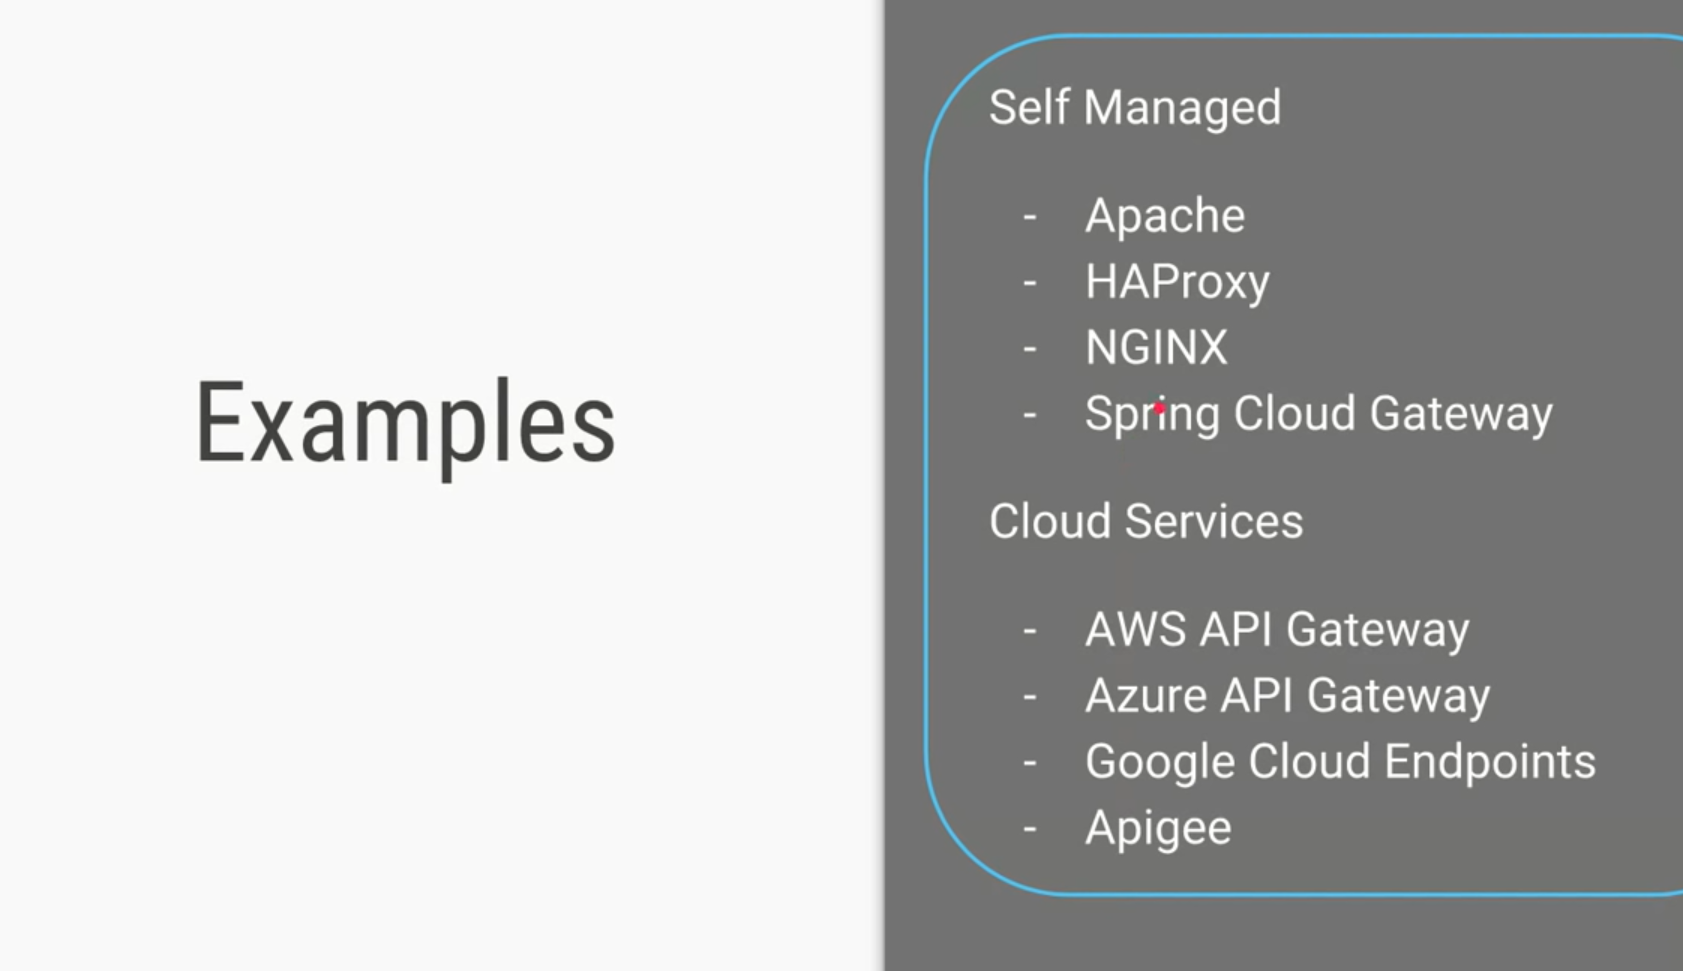 Examples
Self Managed
- Apache
- HAProxy
- NGINX
- Spring Cloud Gateway
Cloud Services
- AWS API Gateway
- Azure API Gateway
- Google Cloud Endpoints
- Apigee